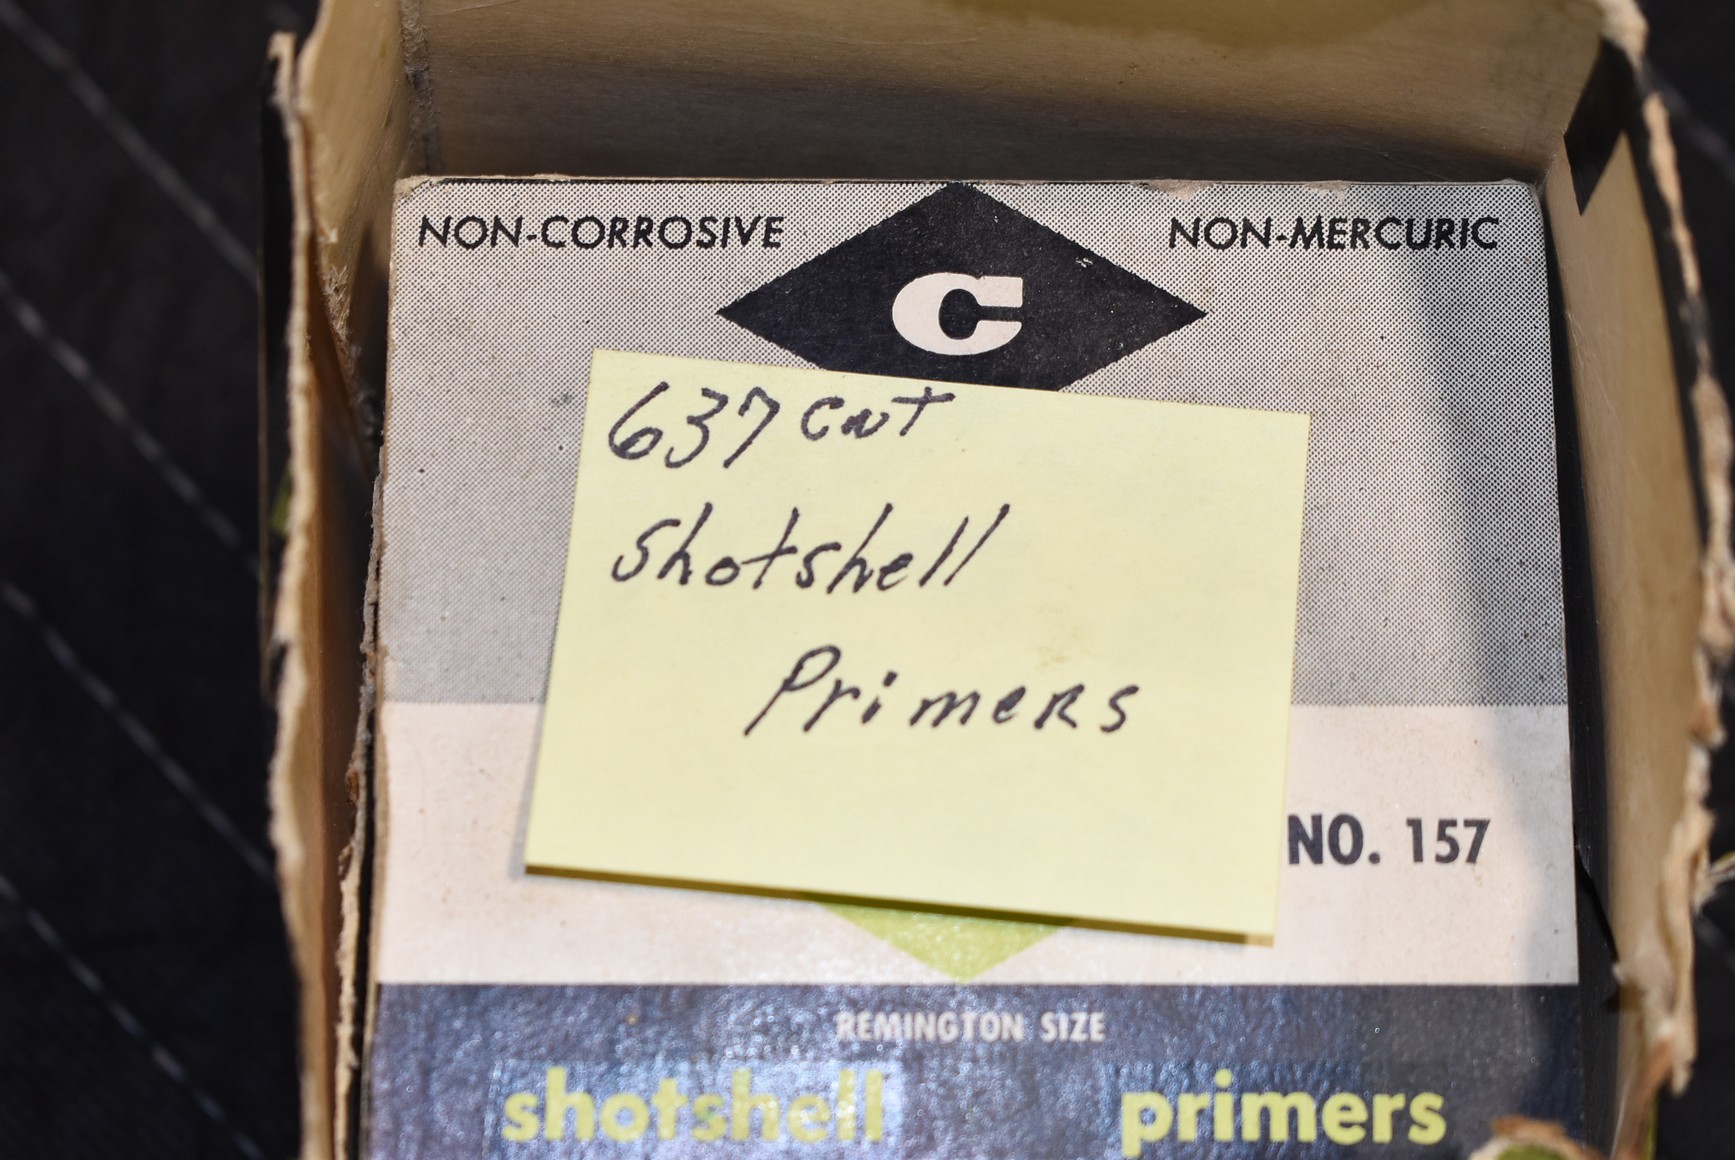 NON-CORROSIVE
C
NON-MERCURIC
637 cnt
shotshell
Primers
NO. 157
REMINGTON SIZE
shotshell primers